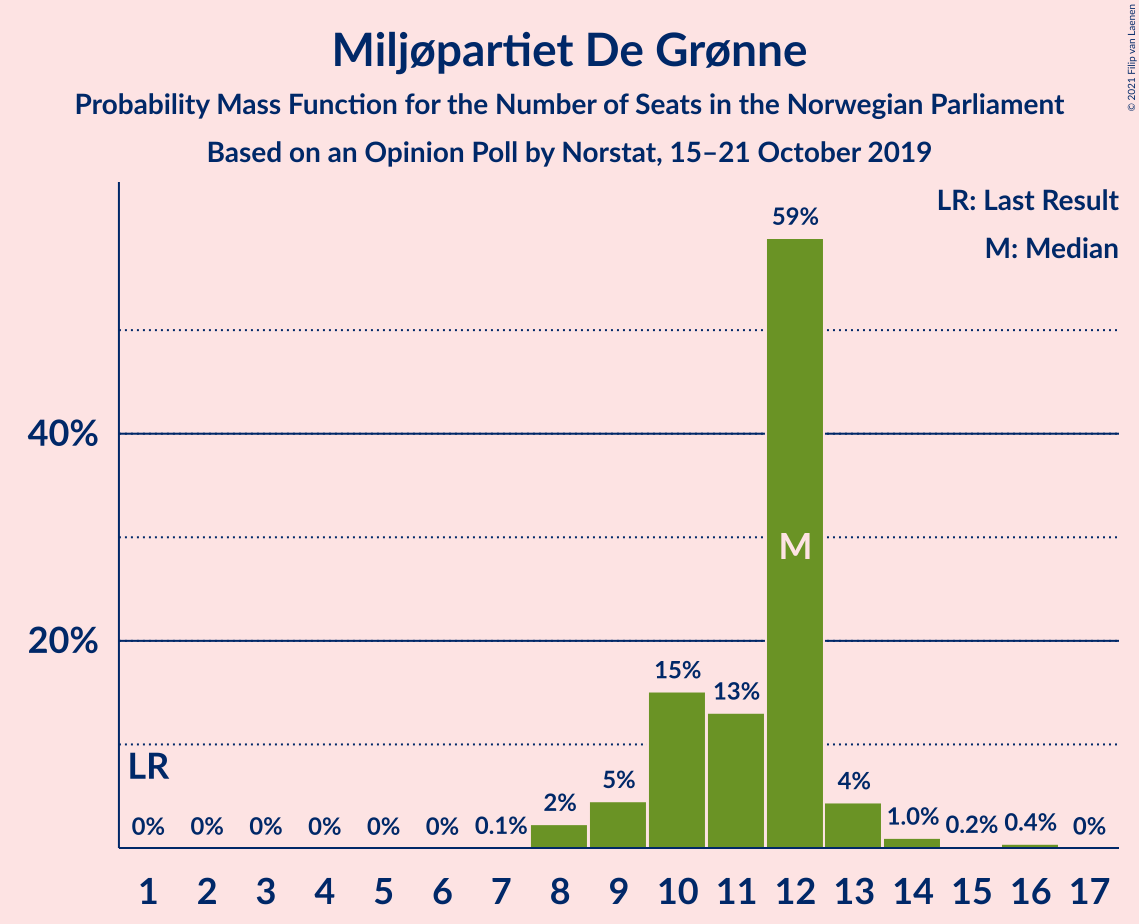 Miljøpartiet De Grønne
Probability Mass Function for the Number of Seats in the Norwegian Parliament
Based on an Opinion Poll by Norstat, 15–21 October 2019
© 2021 Filip van Laenen
LR: Last Result
M: Median
59%
40%
M
20%
15%
13%
LR
0% 0% 0% 0% 0% 0% 0.1% 2% 5% 4% 1.0% 0.2% 0.4% 0%
1 2 3 4 5 6 7 8 9 10 11 12 13 14 15 16 17